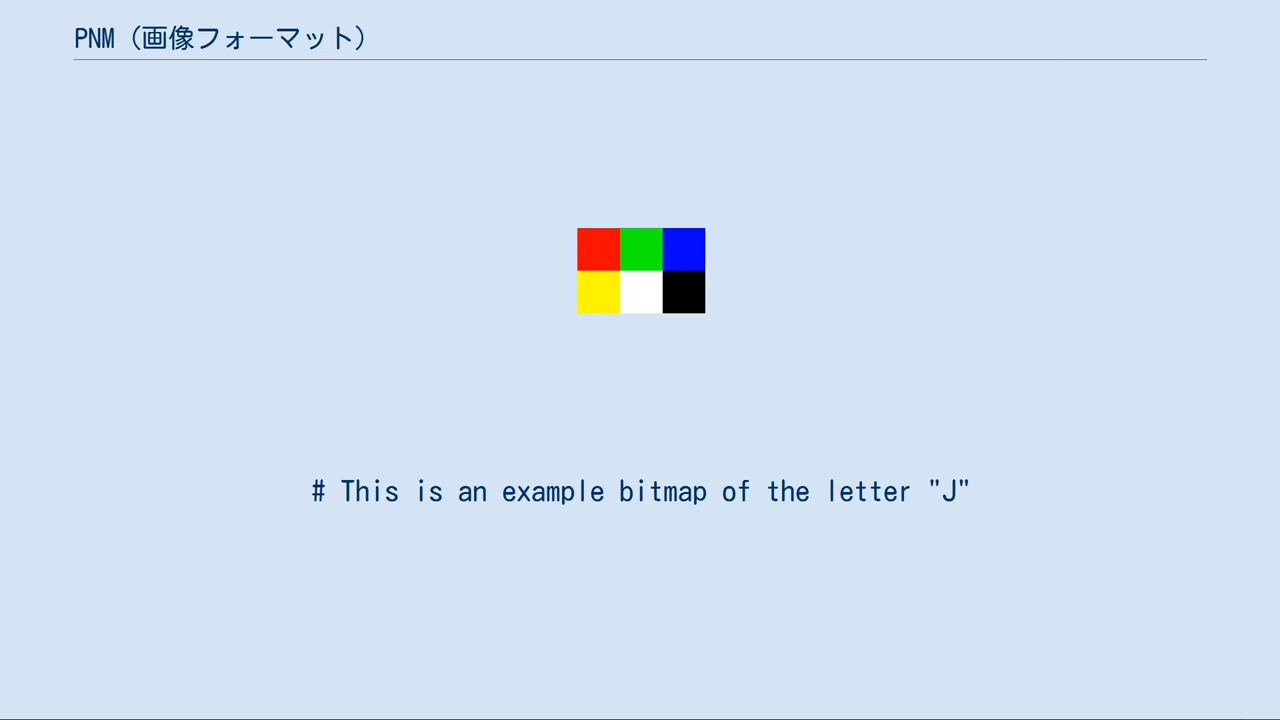 PNM（画像フォーマット）
# This is an example bitmap of the letter "J"